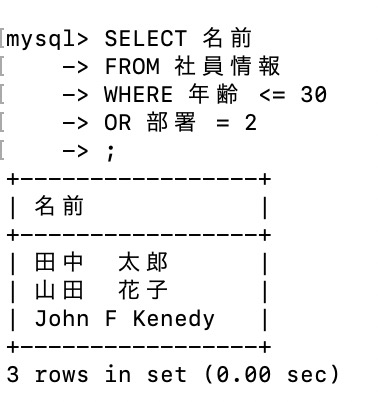 mysql> SELECT 名前
    -> FROM 社員情報
    -> WHERE 年齢 <= 30
    -> OR 部署 = 2
    -> ;
+-----------------+
| 名前            |
+-----------------+
| 田中　太郎      |
| 山田　花子      |
| John F Kenedy   |
+-----------------+
3 rows in set (0.00 sec)